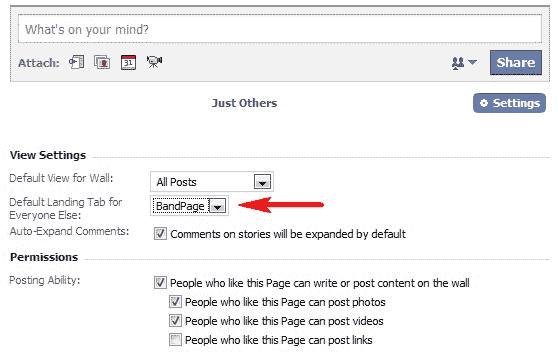 What's on your mind?
Attach: 31 Share
Just Others Settings
View Settings
Default View for Wall: All Posts
Default Landing Tab for Everyone Else: BandPage
Auto-Expand Comments: Comments on stories will be expanded by default
Permissions
Posting Ability: People who like this Page can write or post content on the wall
People who like this Page can post photos
People who like this Page can post videos
People who like this Page can post links